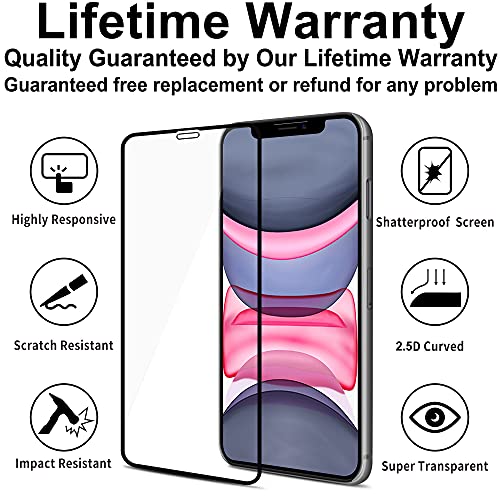 Lifetime Warranty
Quality Guaranteed by Our Lifetime Warranty
Guaranteed free replacement or refund for any problem
Highly Responsive
Shatterproof Screen
Scratch Resistant
2.5D Curved
Impact Resistant
Super Transparent